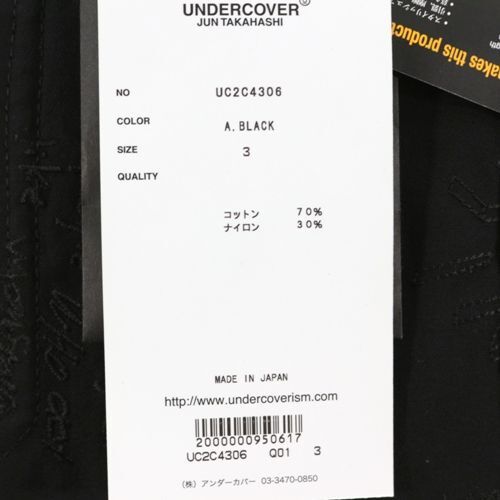 UNDERCOVER®
JUN TAKAHASHI
NO UC2C4306
COLOR A.BLACK
SIZE 3
QUALITY
コットン 70%
ナイロン 30%
MADE IN JAPAN
http://www.undercoverism.com/
2000000950617
UC2C4306 Q01 3
(株) アンダーカバー 03-3470-0850
makes this product